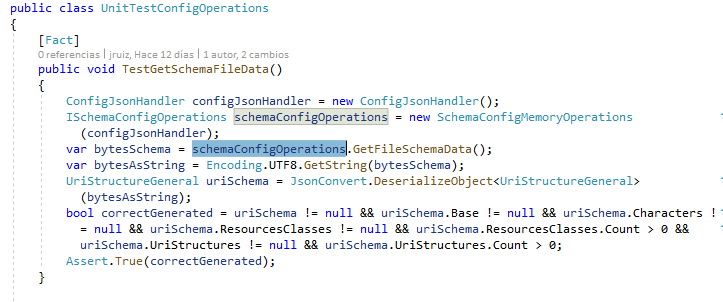 public class UnitTestConfigOperations
{
[Fact]
0 referencias | jruiz, Hace 12 días | 1 autor, 2 cambios
public void TestGetSchemaFileData()
{
ConfigJsonHandler configJsonHandler = new ConfigJsonHandler();
ISchemaConfigOperations schemaConfigOperations = new SchemaConfigMemoryOperations
(configJsonHandler);
var bytesSchema = schemaConfigOperations.GetFileSchemaData();
var bytesAsString = Encoding.UTF8.GetString(bytesSchema);
UriStructureGeneral uriSchema = JsonConvert.DeserializeObject<UriStructureGeneral>
(bytesAsString);
bool correctGenerated = uriSchema != null && uriSchema.Base != null && uriSchema.Characters !
= null && uriSchema.ResourcesClasses != null && uriSchema.ResourcesClasses.Count > 0 &&
uriSchema.UriStructures != null && uriSchema.UriStructures.Count > 0;
Assert.True(correctGenerated);
}